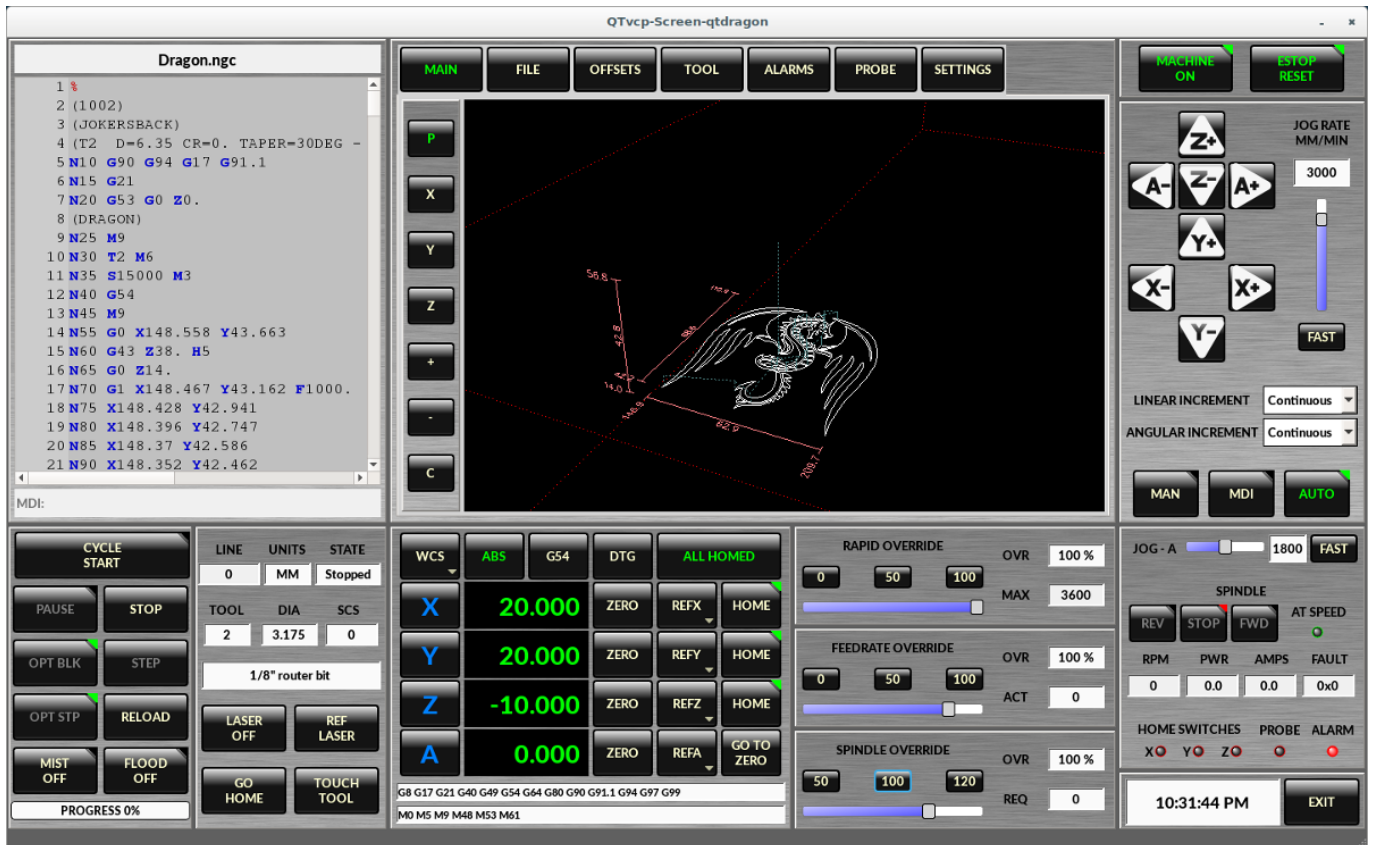 QTvcp-Screen-qtdragon
Dragon.ngc
1 %
2 (1002)
3 (JOKERSBACK)
4 (T2 D=6.35 CR=0. TAPER=30DEG -
5 N10 G90 G94 G17 G91.1
6 N15 G21
7 N20 G53 G0 Z0.
8 (DRAGON)
9 N25 M9
10 N30 T2 M6
11 N35 S15000 M3
12 N40 G54
13 N45 M9
14 N55 G0 X148.558 Y43.663
15 N60 G43 Z38. H5
16 N65 G0 Z14.
17 N70 G1 X148.467 Y43.162 F1000.
18 N75 X148.428 Y42.941
19 N80 X148.396 Y42.747
20 N85 X148.37 Y42.586
21 N90 X148.352 Y42.462
MDI:
MAIN FILE OFFSETS TOOL ALARMS PROBE SETTINGS
P
X
Y
Z
+
-
C
56.8
42.8
14.0
88.6
146.9
62.9
209.7
MACHINE ON
ESTOP RESET
JOG RATE
MM/MIN
3000
Z+
A- Z- A+
Y+
X- X+
Y-
FAST
LINEAR INCREMENT Continuous
ANGULAR INCREMENT Continuous
MAN MDI AUTO
CYCLE
START
PAUSE STOP
OPT BLK STEP
OPT STP RELOAD
MIST OFF
FLOOD OFF
PROGRESS 0%
LINE UNITS STATE
0 MM Stopped
TOOL DIA SCS
2 3.175 0
1/8" router bit
LASER OFF
REF LASER
GO HOME
TOUCH TOOL
WCS ABS G54 DTG ALL HOMED
X 20.000 ZERO REFX HOME
Y 20.000 ZERO REFY HOME
Z -10.000 ZERO REFZ HOME
A 0.000 ZERO REFA GO TO ZERO
G8 G17 G21 G40 G49 G54 G64 G80 G90 G91.1 G94 G97 G99
M0 M5 M9 M48 M53 M61
RAPID OVERRIDE OVR 100 %
0 50 100
MAX 3600
FEEDRATE OVERRIDE OVR 100 %
0 50 100
ACT 0
SPINDLE OVERRIDE OVR 100 %
50 100 120
REQ 0
JOG - A 1800 FAST
SPINDLE
REV STOP FWD AT SPEED
RPM PWR AMPS FAULT
0 0.0 0.0 0x0
HOME SWITCHES PROBE ALARM
X Y Z
10:31:44 PM EXIT